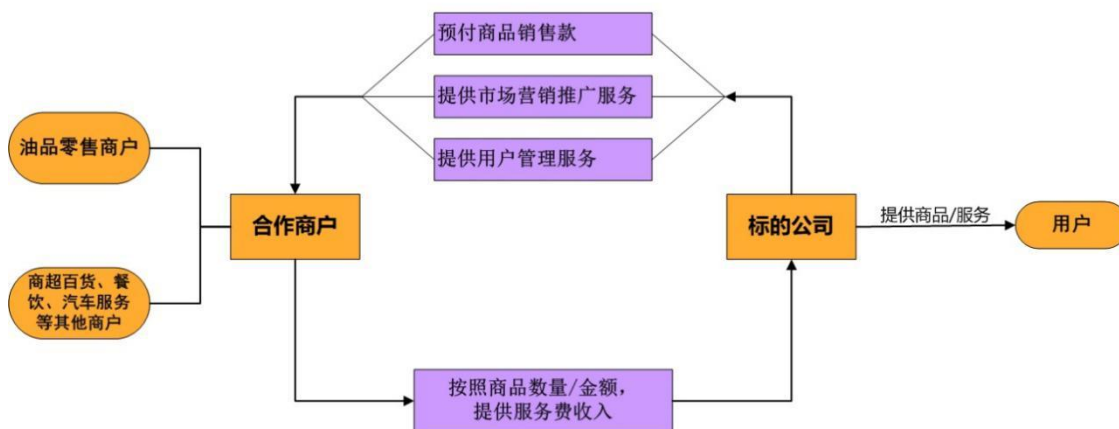 预付商品销售款
提供市场营销推广服务
提供用户管理服务
油品零售商户
合作商户
标的公司
提供商品/服务
用户
商超百货、餐
饮、汽车服务
等其他商户
按照商品数量/金额，
提供服务费收入